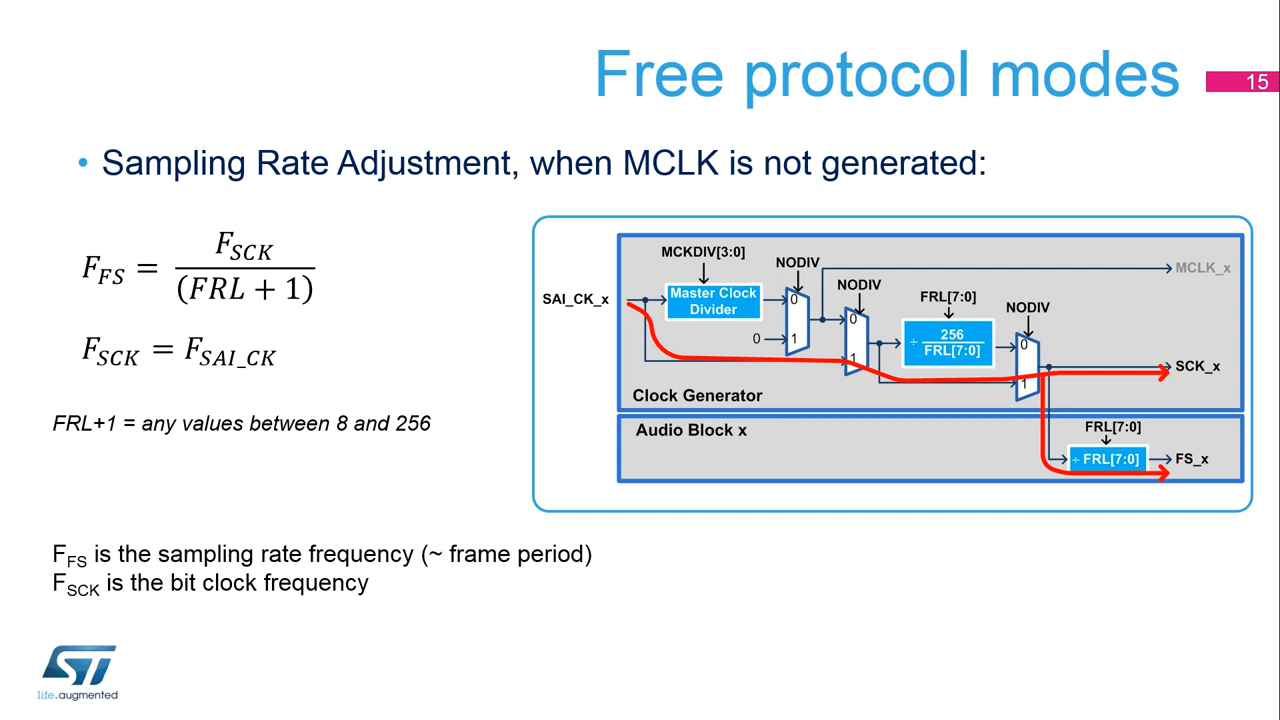 Free protocol modes
15
• Sampling Rate Adjustment, when MCLK is not generated:
F_FS = F_SCK / (FRL + 1)
F_SCK = F_SAI_CK
FRL+1 = any values between 8 and 256
MCKDIV[3:0]
NODIV
MCLK_x
SAI_CK_x
Master Clock
Divider
0
0
1
NODIV
0
1
FRL[7:0]
÷ 256
FRL[7:0]
NODIV
0
1
SCK_x
Clock Generator
Audio Block x
FRL[7:0]
÷ FRL[7:0]
FS_x
F_FS is the sampling rate frequency (~ frame period)
F_SCK is the bit clock frequency
ST
life.augmented